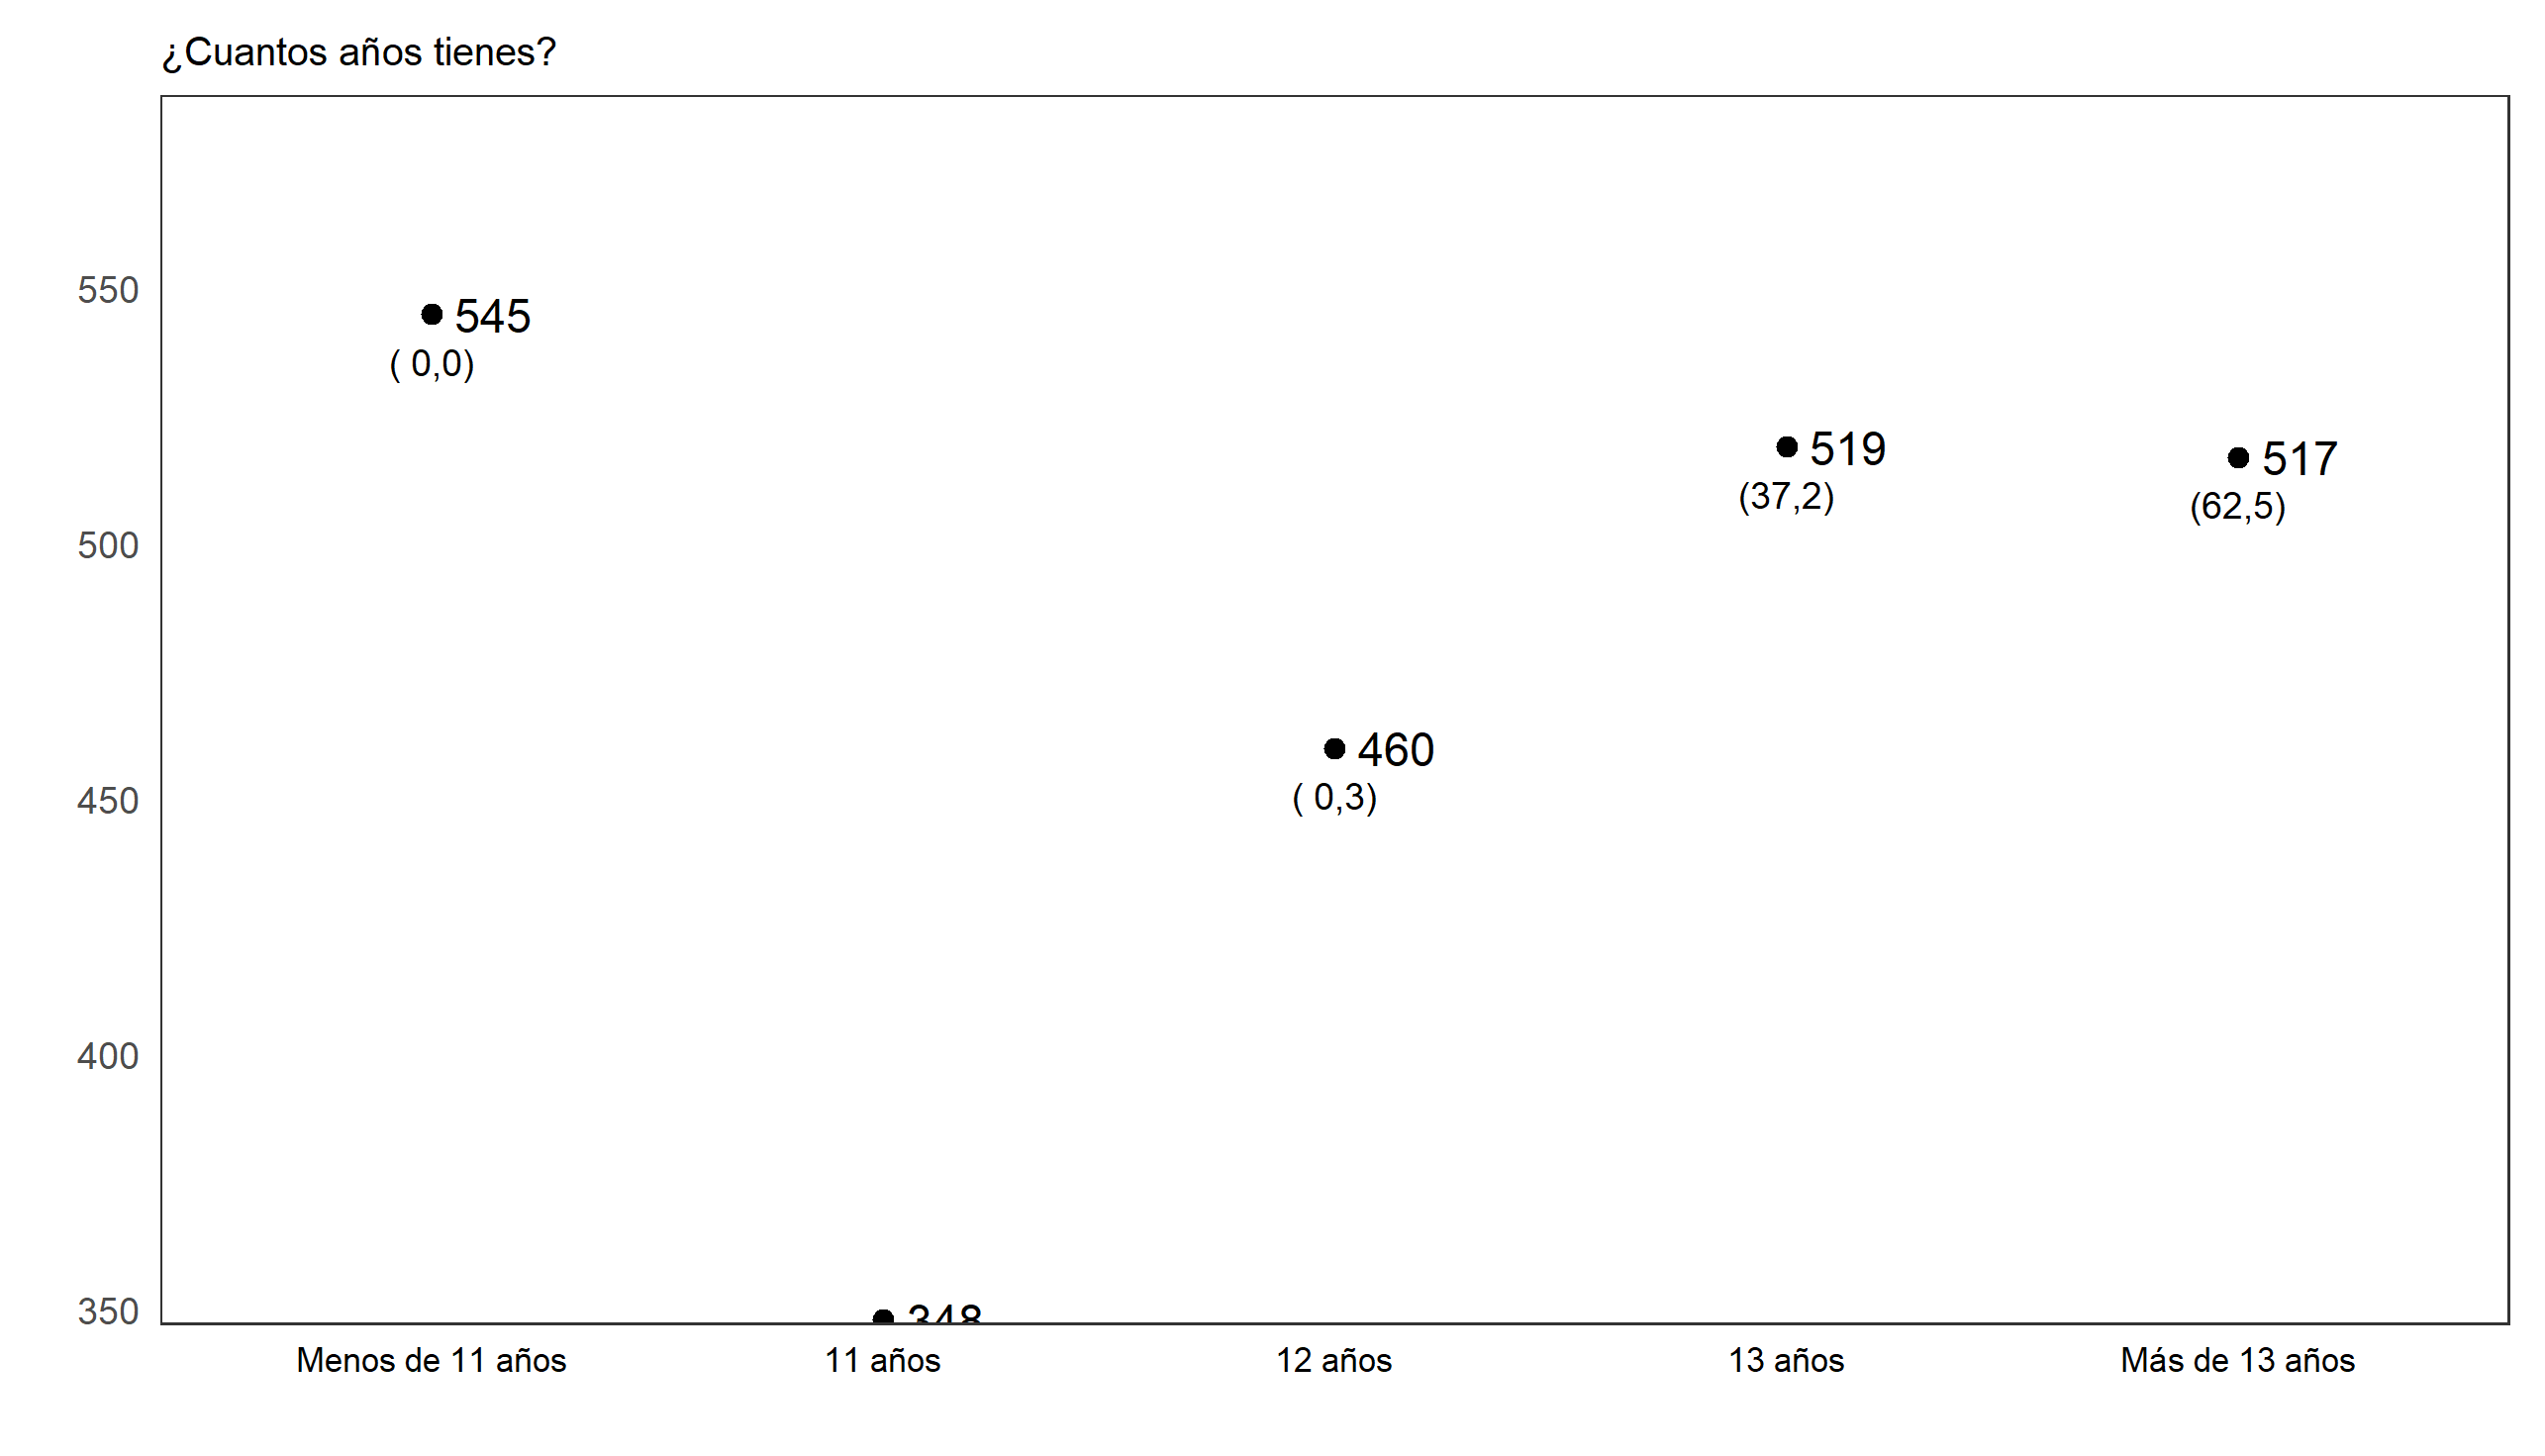 ¿Cuantos años tienes?
550
545
( 0,0)
519
517
(37,2)
(62,5)
500
460
450
( 0,3)
400
350
348
Menos de 11 años
11 años
12 años
13 años
Más de 13 años